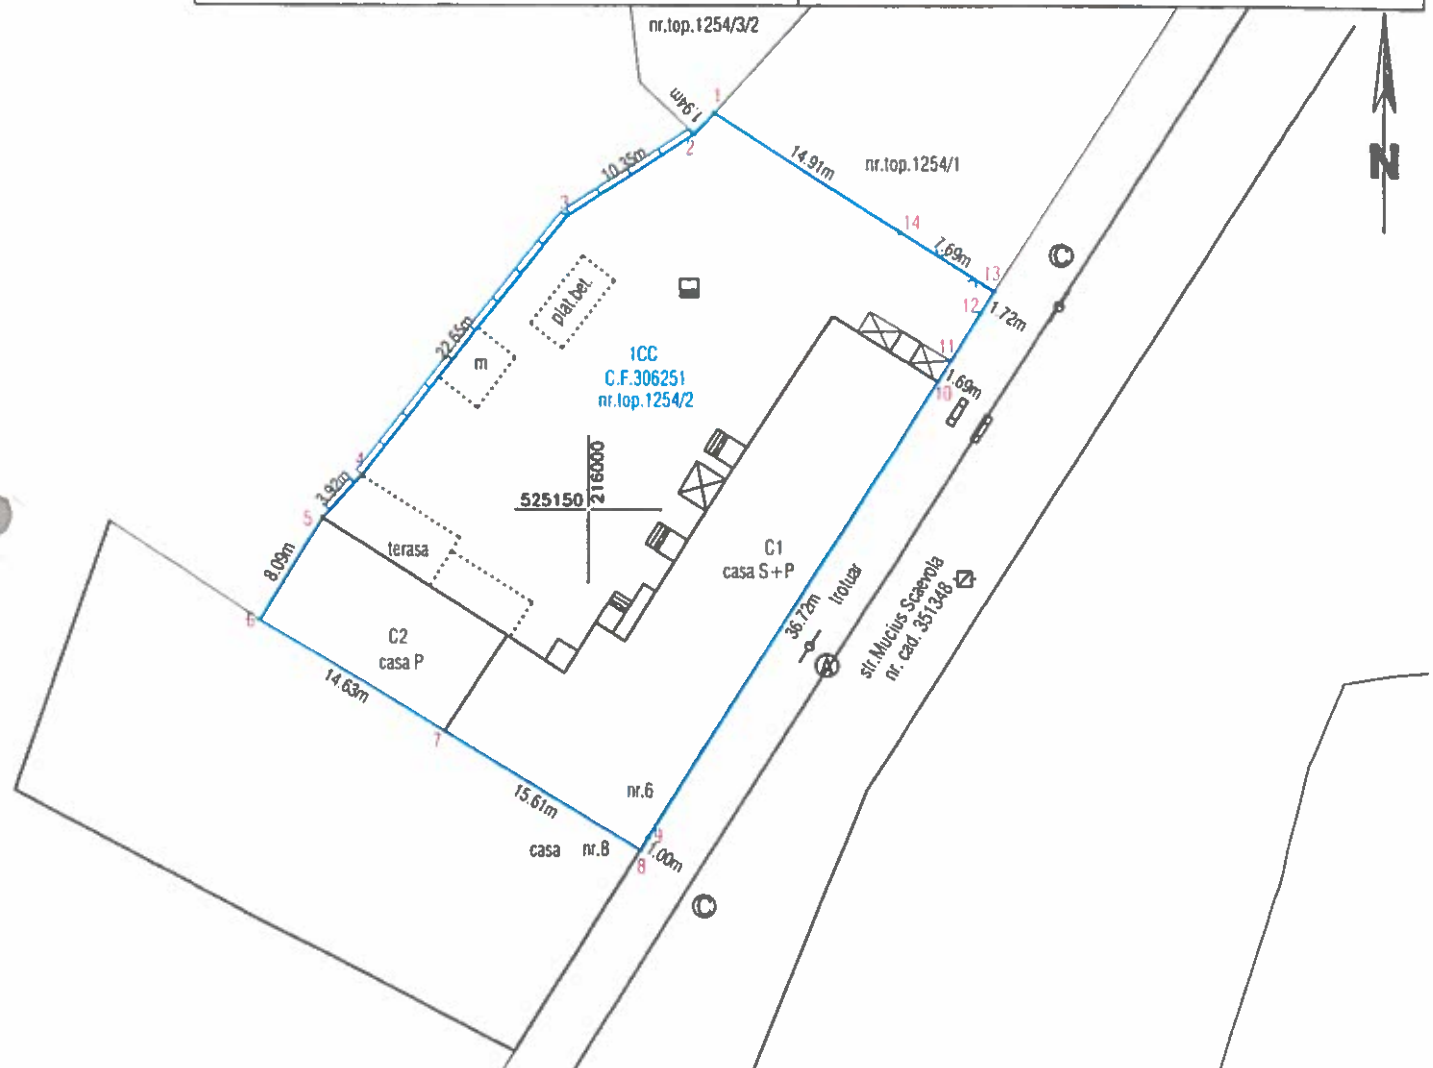 nr.top.1254/3/2
1
1.94m
2
10.35m
3
14.91m
nr.top.1254/1
14
7.69m
13
12
1.72m
11
1.69m
10
N
C
plat.bet.
22.65m
m
1CC
C.F.306251
nr.top.1254/2
4
3.92m
5
525150
216000
terasa
8.09m
6
C2
casa P
C1
casa S+P
14.63m
7
36.72m
trotuar
A
str.Mucius Scaevola
nr. cad. 351348
15.61m
nr.6
casa nr.8
9
1.00m
8
C